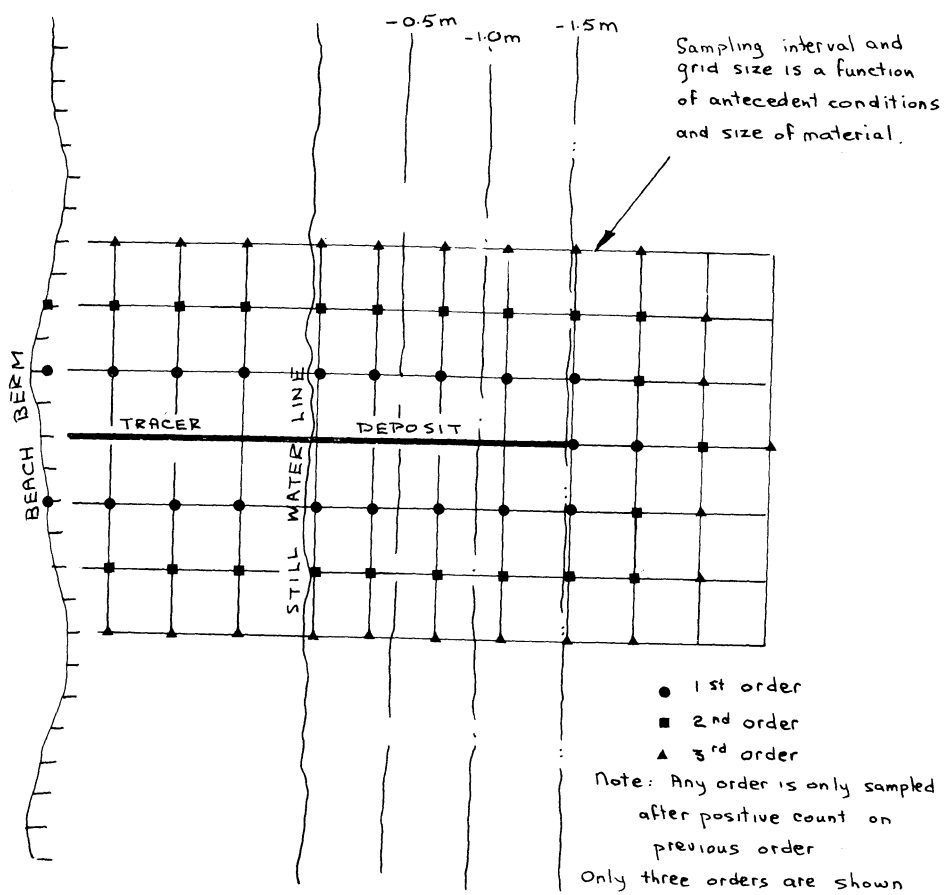 -0.5m
-1.0m
-1.5m
Sampling interval and
grid size is a function
of antecedent conditions
and size of material.
BEACH BERM
TRACER
DEPOSIT
STILL WATER LINE
1st order
2nd order
3rd order
Note: Any order is only sampled
after positive count on
previous order
Only three orders are shown